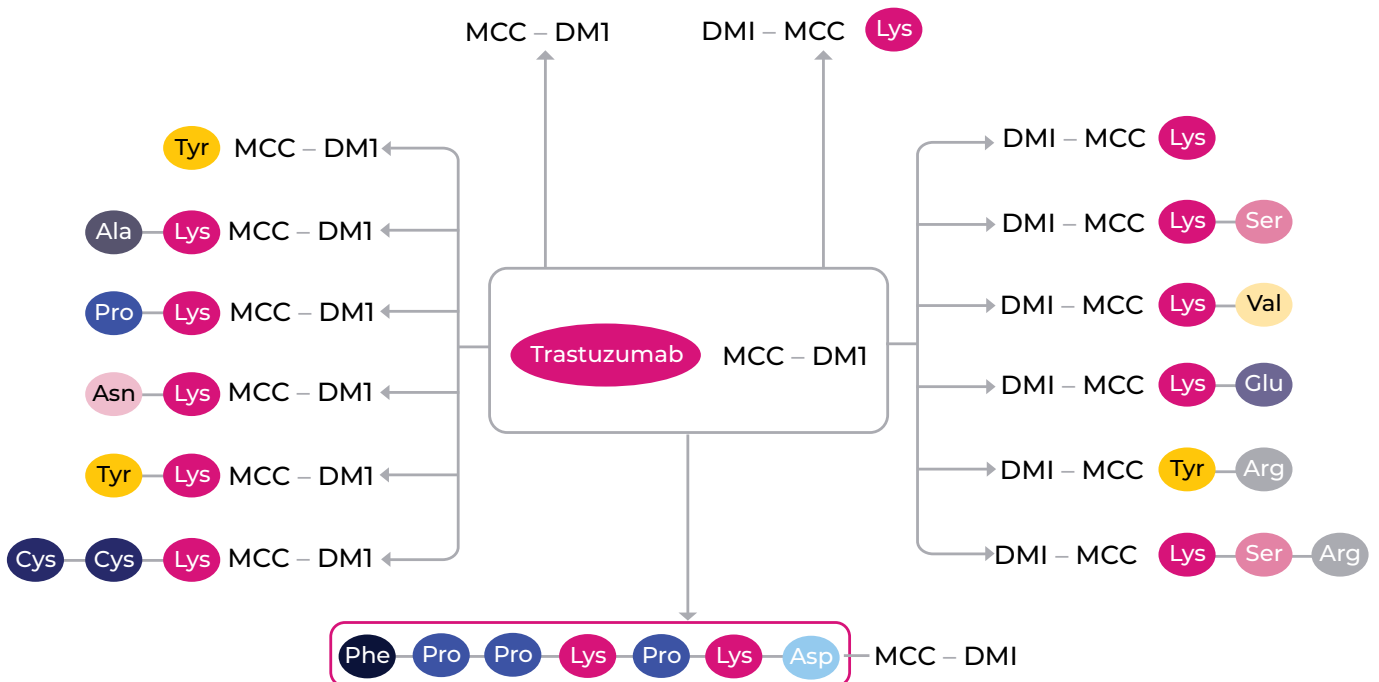 MCC – DM1
DMI – MCC Lys
Tyr MCC – DM1
DMI – MCC Lys
Ala Lys MCC – DM1
DMI – MCC Lys Ser
Pro Lys MCC – DM1
DMI – MCC Lys Val
Trastuzumab MCC – DM1
Asn Lys MCC – DM1
DMI – MCC Lys Glu
Tyr Lys MCC – DM1
DMI – MCC Tyr Arg
Cys Cys Lys MCC – DM1
DMI – MCC Lys Ser Arg
Phe Pro Pro Lys Pro Lys Asp MCC – DMI